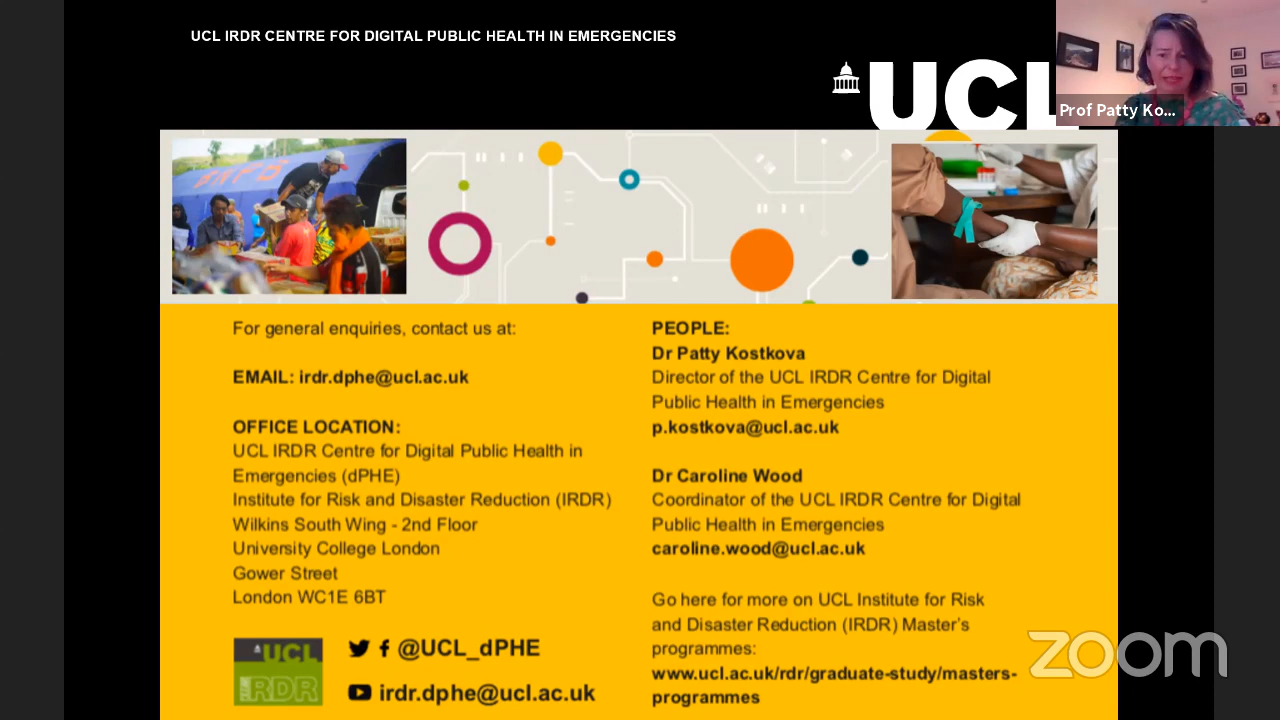 UCL IRDR CENTRE FOR DIGITAL PUBLIC HEALTH IN EMERGENCIES
UCL
Prof Patty Ko...
BNPB
For general enquiries, contact us at:
EMAIL: irdr.dphe@ucl.ac.uk
OFFICE LOCATION:
UCL IRDR Centre for Digital Public Health in
Emergencies (dPHE)
Institute for Risk and Disaster Reduction (IRDR)
Wilkins South Wing - 2nd Floor
University College London
Gower Street
London WC1E 6BT
UCL
IRDR
@UCL_dPHE
irdr.dphe@ucl.ac.uk
PEOPLE:
Dr Patty Kostkova
Director of the UCL IRDR Centre for Digital
Public Health in Emergencies
p.kostkova@ucl.ac.uk
Dr Caroline Wood
Coordinator of the UCL IRDR Centre for Digital
Public Health in Emergencies
caroline.wood@ucl.ac.uk
Go here for more on UCL Institute for Risk
and Disaster Reduction (IRDR) Master's
programmes:
www.ucl.ac.uk/rdr/graduate-study/masters-
programmes
zoom